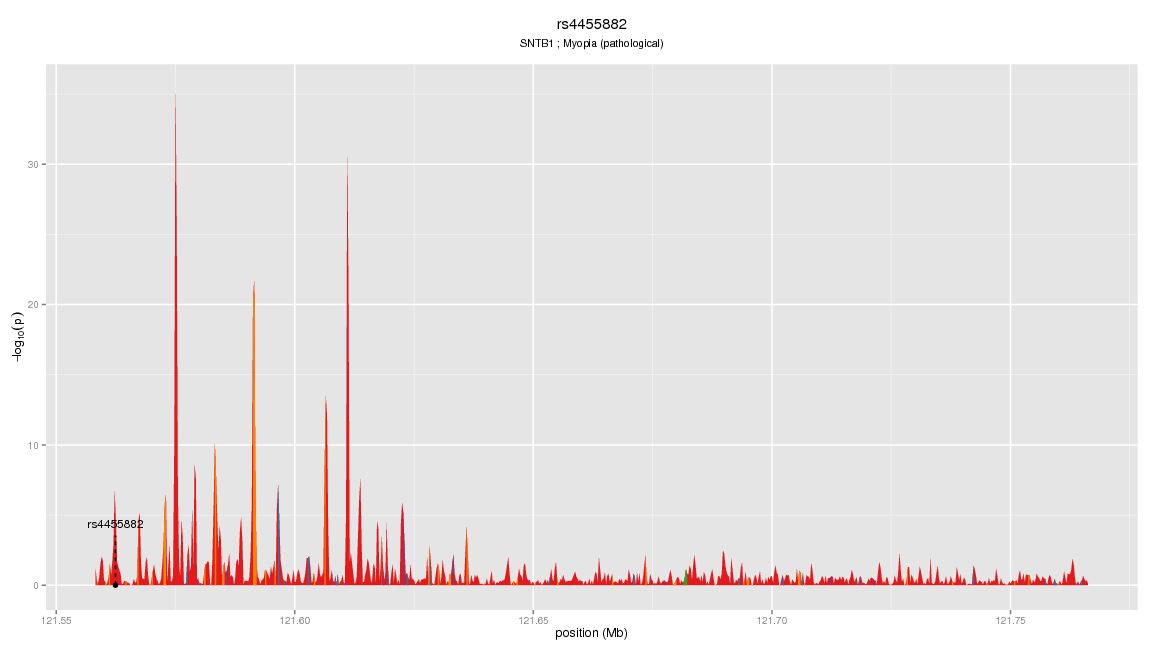 rs4455882
SNTB1 ; Myopia (pathological)
30
20
10
0
−log10(p)
rs4455882
121.55
121.60
121.65
121.70
121.75
position (Mb)